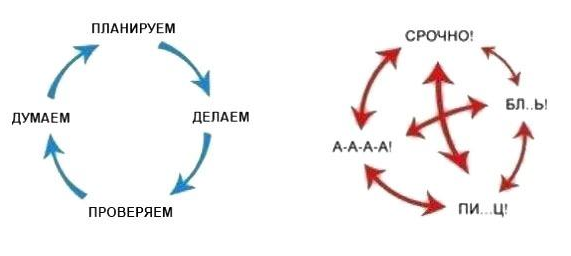 ПЛАНИРУЕМ
ДЕЛАЕМ
ПРОВЕРЯЕМ
ДУМАЕМ
СРОЧНО!
БЛ..Ь!
ПИ...Ц!
А-А-А-А!